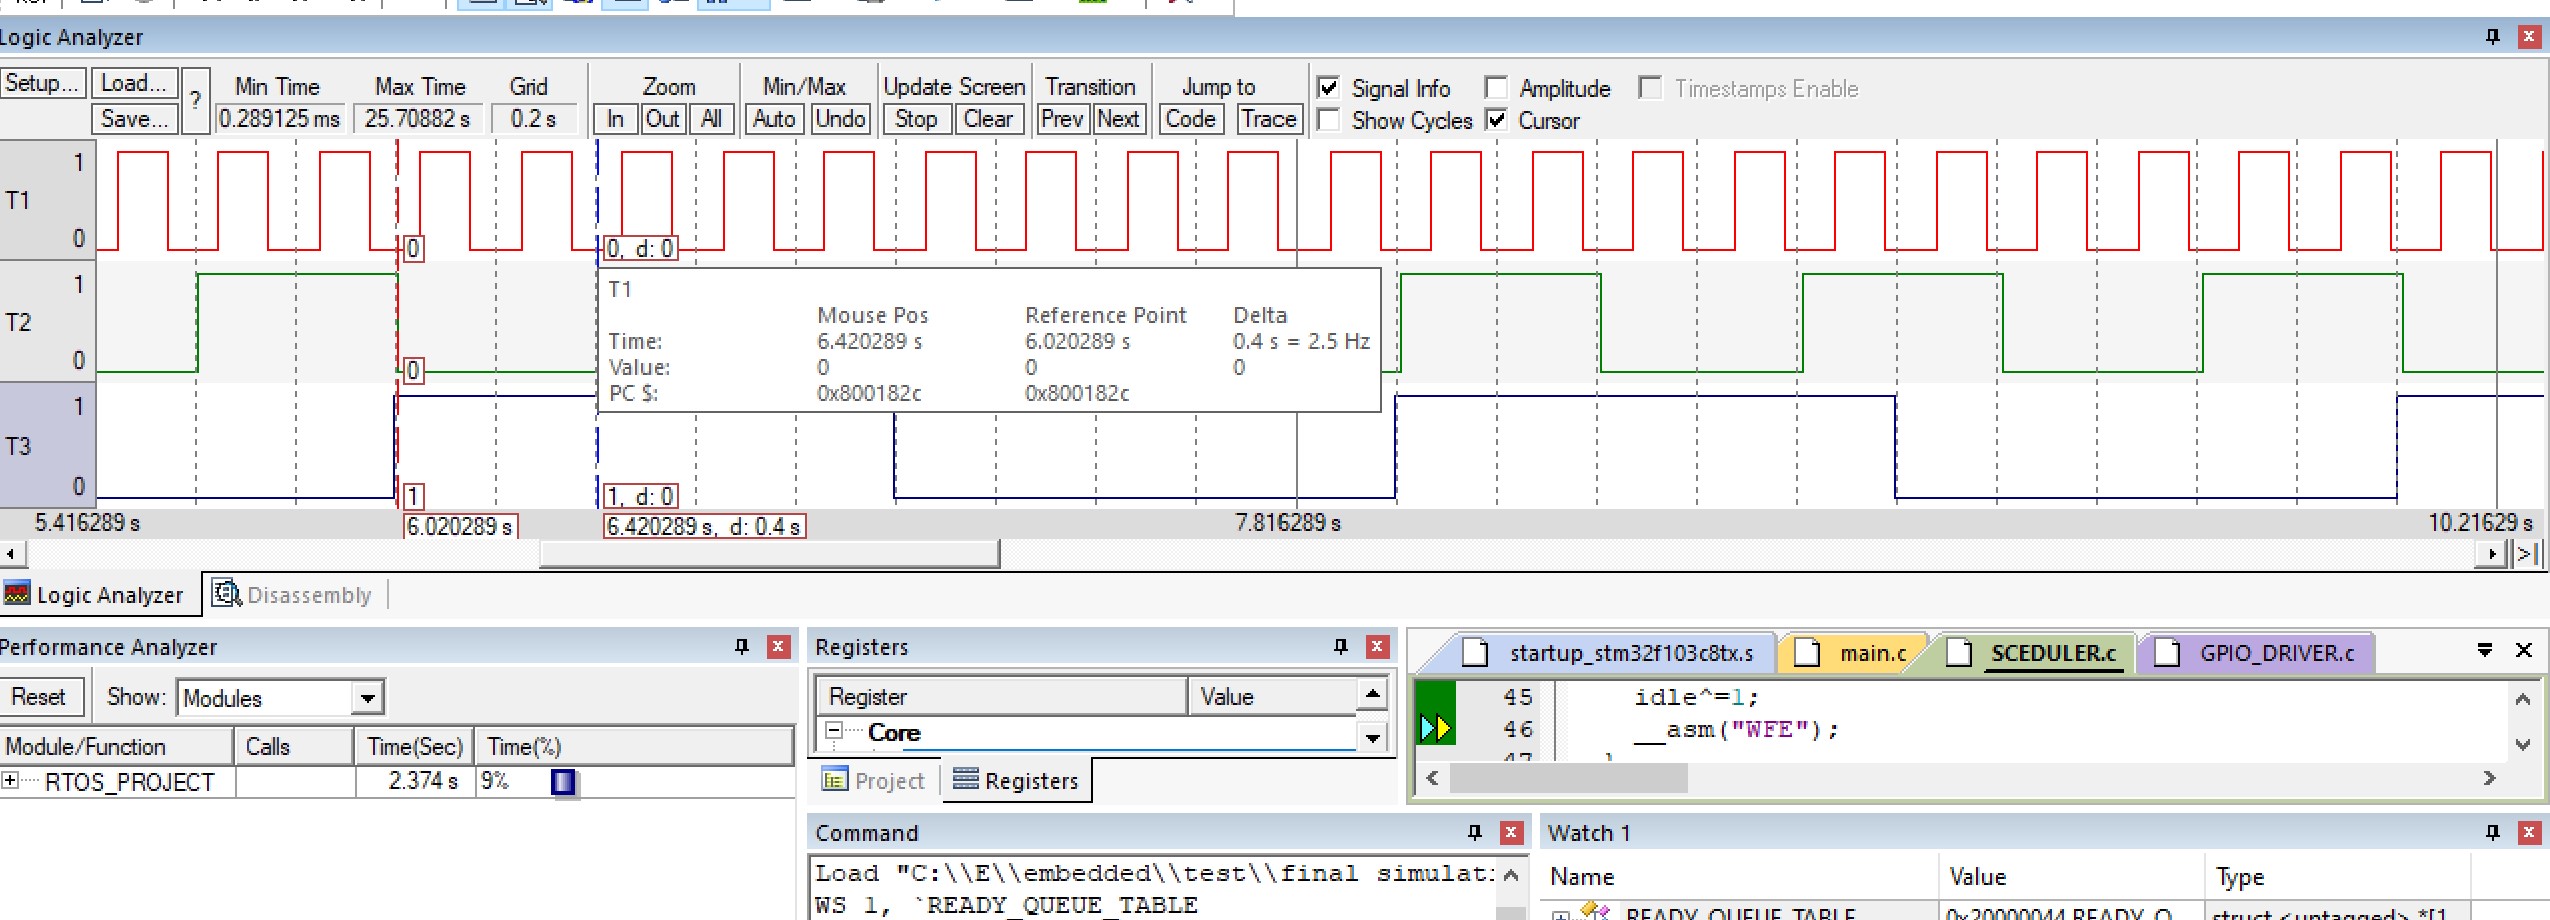 Logic Analyzer
Setup... Load... ? Min Time Max Time Grid Zoom Min/Max Update Screen Transition Jump to Signal Info Amplitude Timestamps Enable
Save... 0.289125 ms 25.70882 s 0.2 s In Out All Auto Undo Stop Clear Prev Next Code Trace Show Cycles Cursor
1
T1
0 0 0, d: 0
1
T2
0 0
T1
Mouse Pos Reference Point Delta
Time: 6.420289 s 6.020289 s 0.4 s = 2.5 Hz
Value: 0 0 0
PC $: 0x800182c 0x800182c
1
T3
0 1 1, d: 0
5.416289 s 6.020289 s 6.420289 s, d: 0.4 s 7.816289 s 10.21629 s
>|
Logic Analyzer Disassembly
Performance Analyzer
Reset Show: Modules
Module/Function Calls Time(Sec) Time(%)
RTOS_PROJECT 2.374 s 9%
Registers
Register Value
Core
Project Registers
startup_stm32f103c8tx.s main.c SCEDULER.c GPIO_DRIVER.c
45 idle^=1;
46 __asm("WFE");
Command
Load "C:\\E\\embedded\\test\\final simulati
WS 1, `READY_QUEUE_TABLE
Watch 1
Name Value Type
READY_QUEUE_TABLE 0x20000044 READY_Q... struct <untagged> *[1